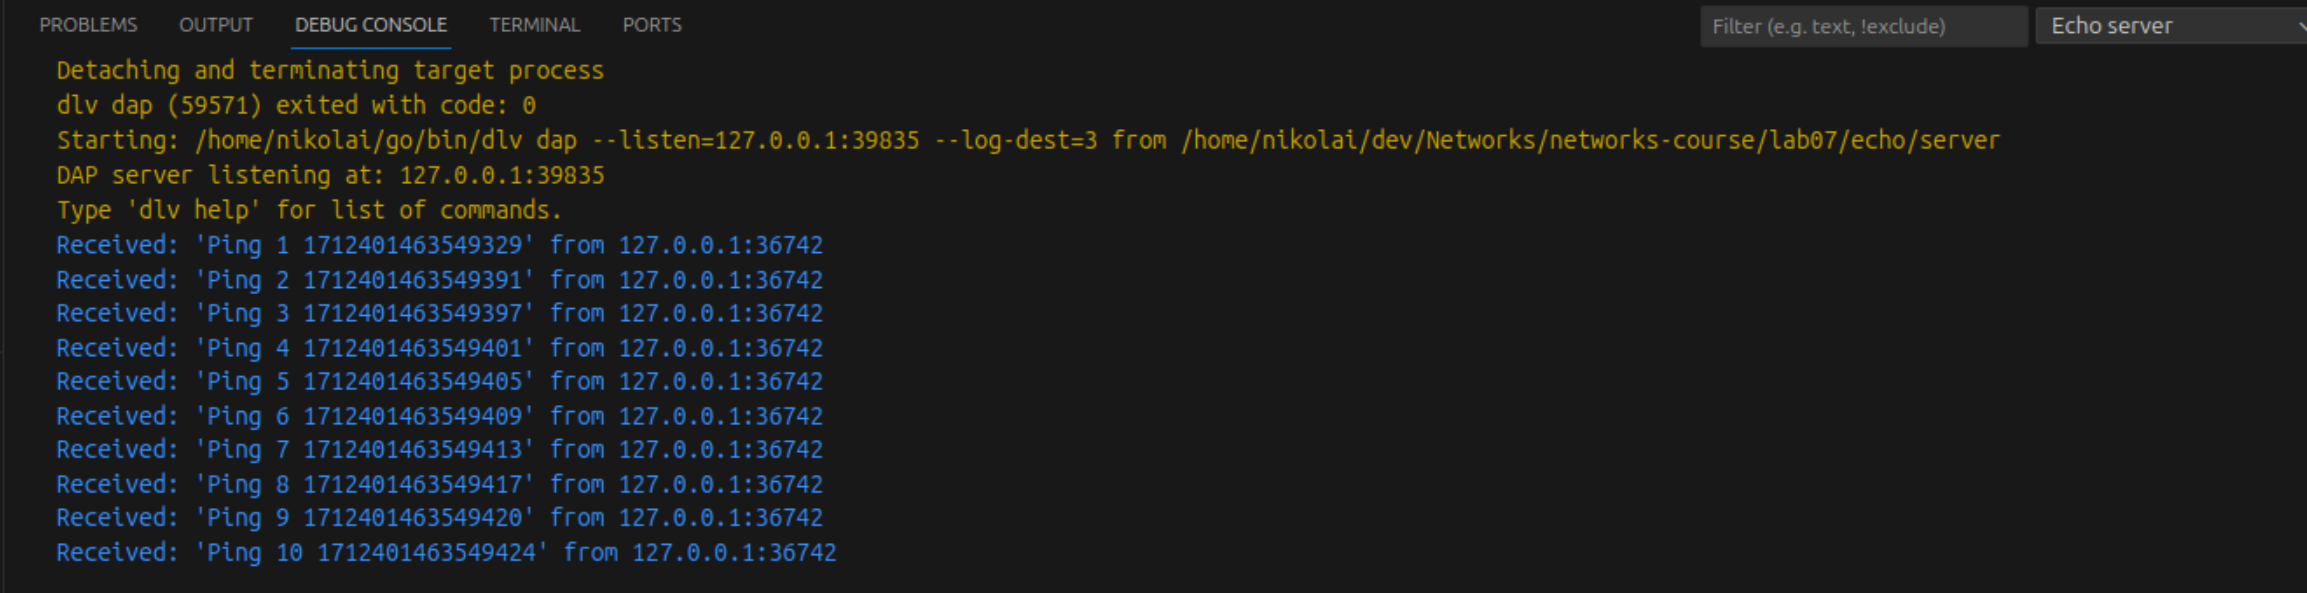 PROBLEMS OUTPUT DEBUG CONSOLE TERMINAL PORTS Filter (e.g. text, !exclude) Echo server
Detaching and terminating target process
dlv dap (59571) exited with code: 0
Starting: /home/nikolai/go/bin/dlv dap --listen=127.0.0.1:39835 --log-dest=3 from /home/nikolai/dev/Networks/networks-course/lab07/echo/server
DAP server listening at: 127.0.0.1:39835
Type 'dlv help' for list of commands.
Received: 'Ping 1 1712401463549329' from 127.0.0.1:36742
Received: 'Ping 2 1712401463549391' from 127.0.0.1:36742
Received: 'Ping 3 1712401463549397' from 127.0.0.1:36742
Received: 'Ping 4 1712401463549401' from 127.0.0.1:36742
Received: 'Ping 5 1712401463549405' from 127.0.0.1:36742
Received: 'Ping 6 1712401463549409' from 127.0.0.1:36742
Received: 'Ping 7 1712401463549413' from 127.0.0.1:36742
Received: 'Ping 8 1712401463549417' from 127.0.0.1:36742
Received: 'Ping 9 1712401463549420' from 127.0.0.1:36742
Received: 'Ping 10 1712401463549424' from 127.0.0.1:36742